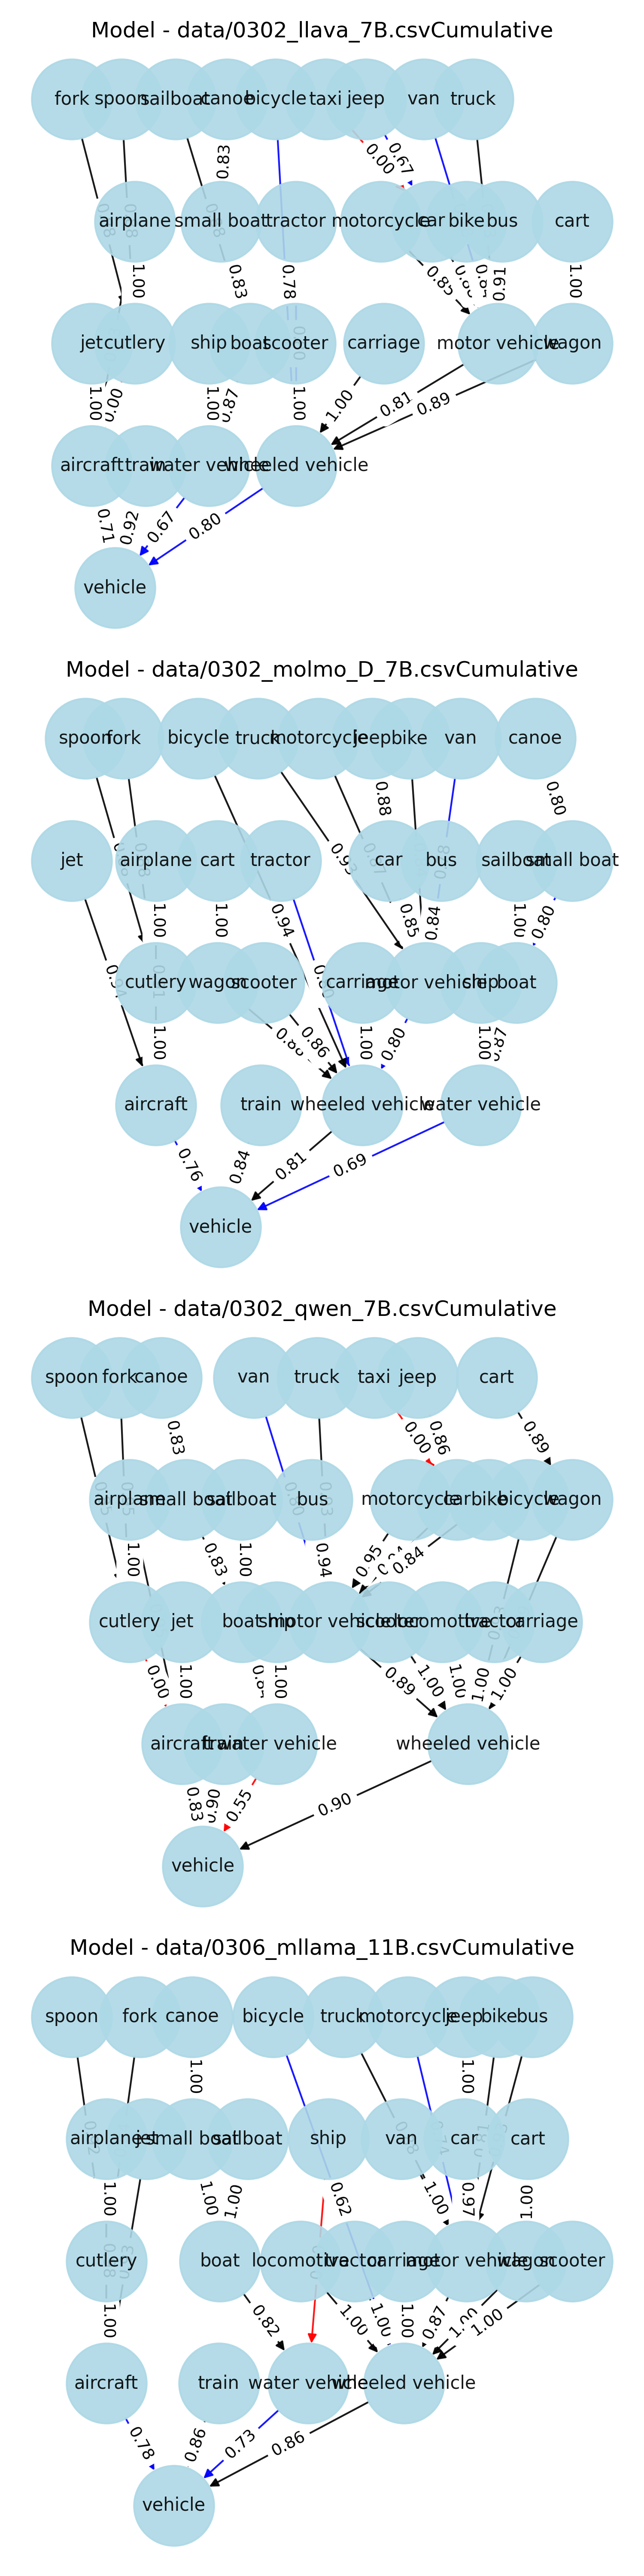 Model - data/0302_llava_7B.csvCumulative
fork spoon sailboat canoe bicycle taxi jeep van truck
0.83 0.00 0.67
airplane small boat tractor motorcycle car bike bus cart
1.00 0.83 0.78 0.85 0.91 1.00
jet cutlery ship boat scooter carriage motor vehicle wagon
1.00 0.00 1.00 0.87 1.00 1.00 0.81 0.89
aircraft train water vehicle wheeled vehicle
0.71 0.92 0.67 0.80
vehicle
Model - data/0302_molmo_D_7B.csvCumulative
spoon fork bicycle truck motorcycle jeep bike van canoe
0.88 0.80
jet airplane cart tractor car bus sailboat small boat
1.00 1.00 0.94 0.85 0.84 1.00 0.80
cutlery wagon scooter carriage motor vehicle ship boat
1.00 0.86 1.00 0.80 1.00 0.87
aircraft train wheeled vehicle water vehicle
0.76 0.84 0.81 0.69
vehicle
Model - data/0302_qwen_7B.csvCumulative
spoon fork canoe van truck taxi jeep cart
0.83 0.00 0.86 0.89
airplane small boat sailboat bus motorcycle car bike bicycle wagon
1.00 0.83 1.00 0.94 0.95 0.84
cutlery jet boat ship motor vehicle scooter locomotive tractor carriage
0.00 1.00 1.00 0.89 1.00 1.00 1.00 1.00
aircraft train water vehicle wheeled vehicle
0.83 0.90 0.55 0.90
vehicle
Model - data/0306_mllama_11B.csvCumulative
spoon fork canoe bicycle truck motorcycle jeep bike bus
1.00 1.00
airplane jet small boat sailboat ship van car cart
1.00 1.00 1.00 0.62 1.00 0.97 1.00
cutlery boat locomotive tractor carriage motor vehicle wagon scooter
1.00 0.82 1.00 1.00 1.00 0.87 1.00 1.00
aircraft train water vehicle wheeled vehicle
0.78 0.86 0.73 0.86
vehicle